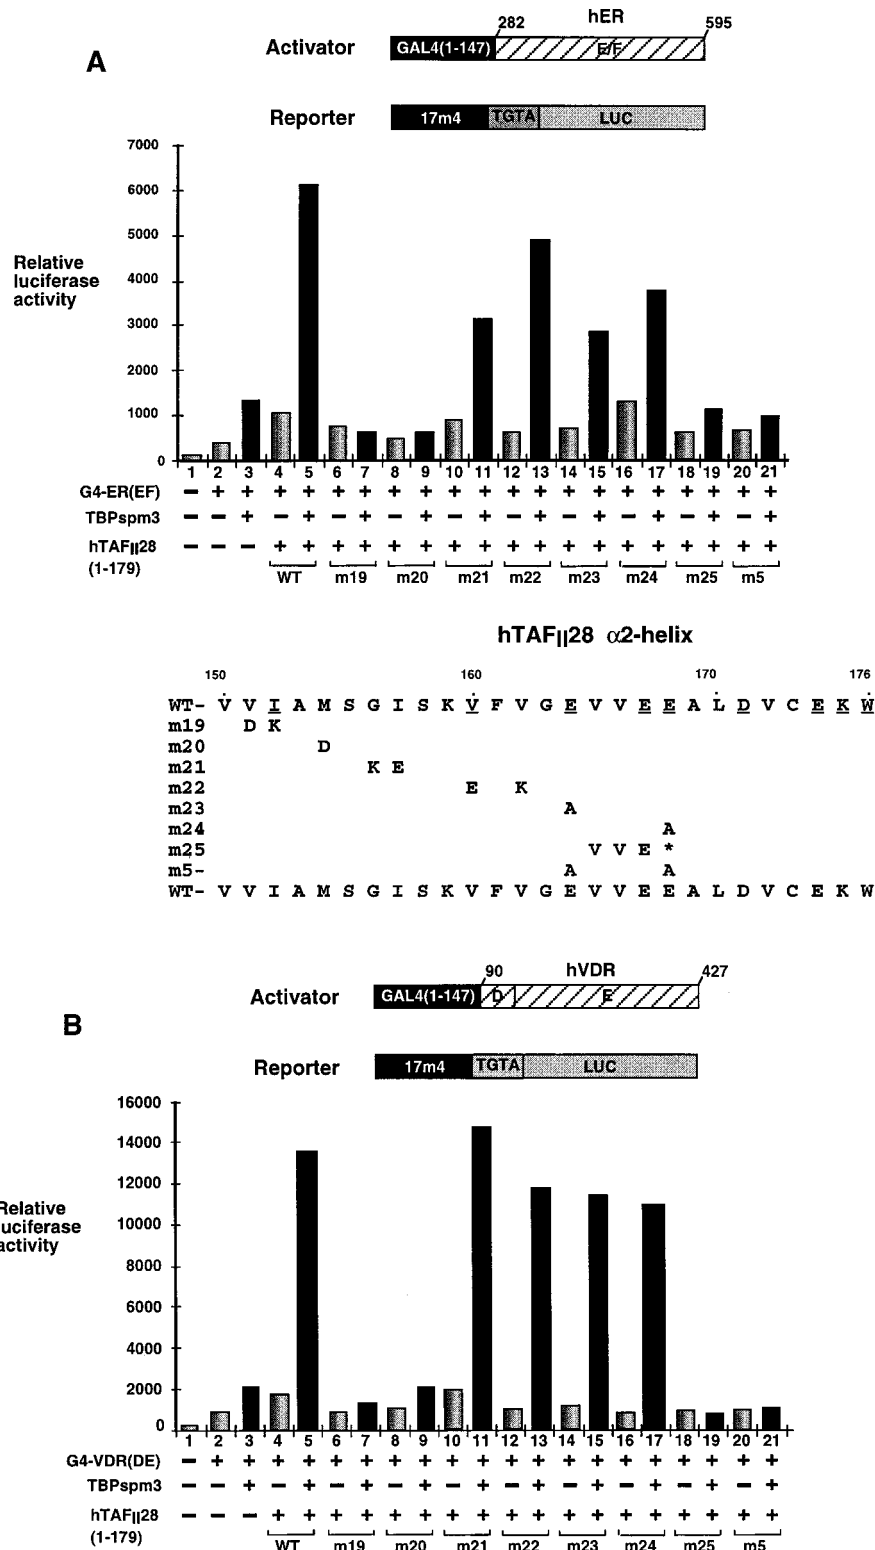 A
282 hER 595
Activator GAL4(1-147) E/F
Reporter 17m4 TGTA LUC
7000
6000
5000
4000
3000
2000
1000
0
Relative
luciferase
activity
1 2 3 4 5 6 7 8 9 10 11 12 13 14 15 16 17 18 19 20 21
G4-ER(EF) − + + + + + + + + + + + + + + + + + + + +
TBPspm3 − − + − + − + − + − + − + − + − + − + − +
hTAFII28 − − − + + + + + + + + + + + + + + + + + +
(1-179) WT m19 m20 m21 m22 m23 m24 m25 m5
hTAFII28 α2-helix
150 160 170 176
WT- V V I A M S G I S K V F V G E V V E E A L D V C E K W
m19 D K
m20 D
m21 K E
m22 E K
m23 A
m24 A
m25 V V E *
m5- A A
WT- V V I A M S G I S K V F V G E V V E E A L D V C E K W
B
90 hVDR 427
Activator GAL4(1-147) D E
Reporter 17m4 TGTA LUC
16000
14000
12000
10000
8000
6000
4000
2000
0
Relative
luciferase
activity
1 2 3 4 5 6 7 8 9 10 11 12 13 14 15 16 17 18 19 20 21
G4-VDR(DE) − + + + + + + + + + + + + + + + + + + + +
TBPspm3 − − + − + − + − + − + − + − + − + − + − +
hTAFII28 − − − + + + + + + + + + + + + + + + + + +
(1-179) WT m19 m20 m21 m22 m23 m24 m25 m5